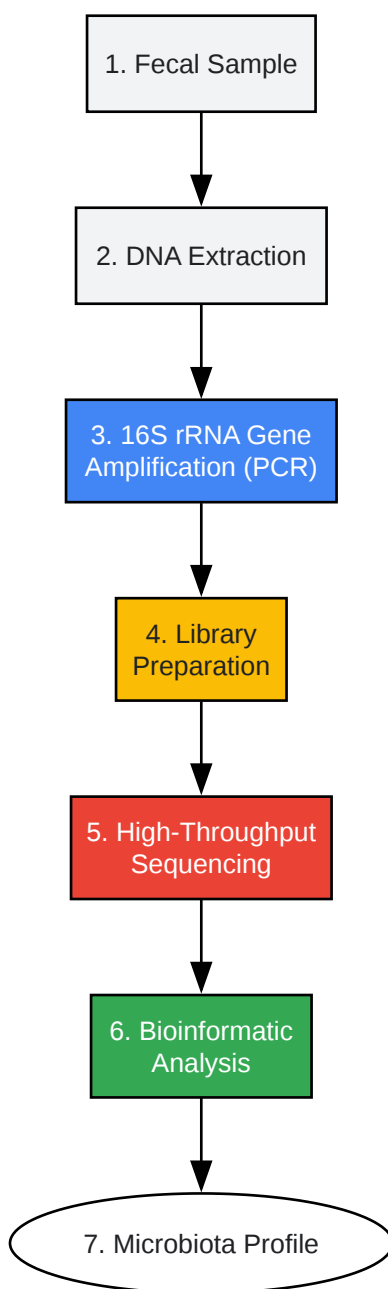 1. Fecal Sample
2. DNA Extraction
3. 16S rRNA Gene
Amplification (PCR)
4. Library
Preparation
5. High-Throughput
Sequencing
6. Bioinformatic
Analysis
7. Microbiota Profile